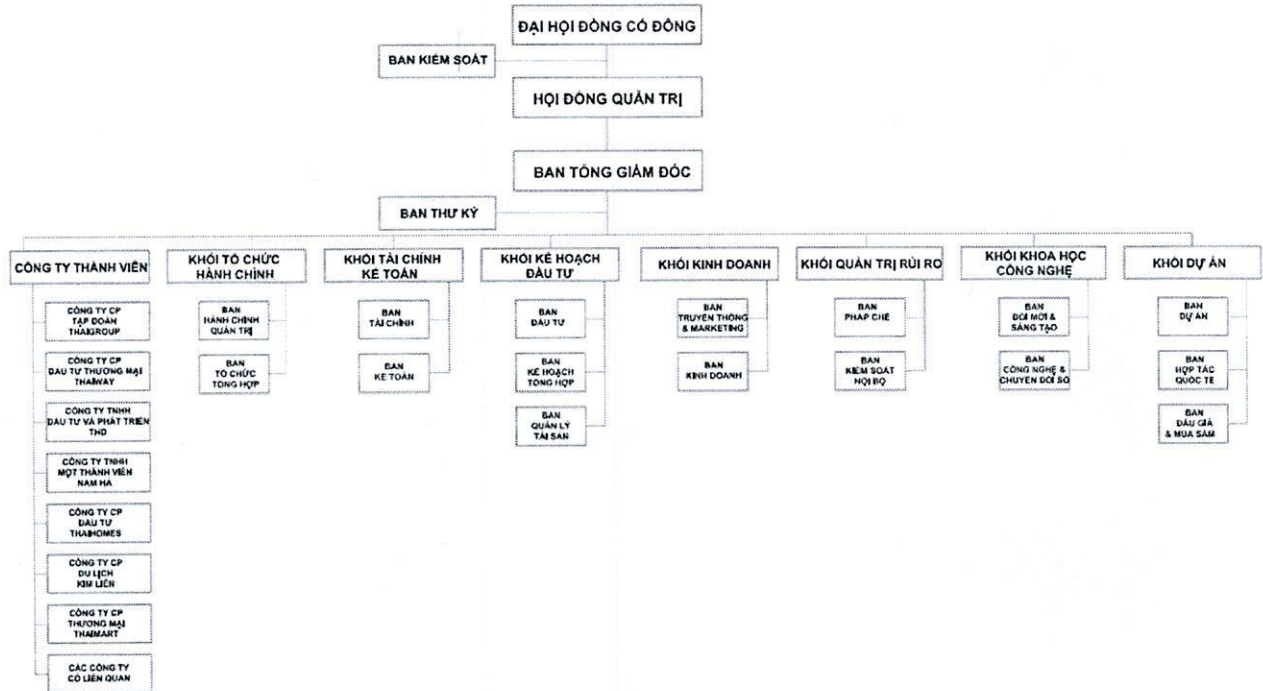 ĐẠI HỘI ĐỒNG CỔ ĐÔNG
BAN KIỂM SOÁT
HỘI ĐỒNG QUẢN TRỊ
BAN TỔNG GIÁM ĐỐC
BAN THƯ KÝ
CÔNG TY THÀNH VIÊN
CÔNG TY CP
TẬP ĐOÀN
THAIGROUP
CÔNG TY CP
ĐẦU TƯ THƯƠNG MẠI
THAIWAY
CÔNG TY TNHH
ĐẦU TƯ VÀ PHÁT TRIỂN
THD
CÔNG TY TNHH
MỘT THÀNH VIÊN
NAM HÀ
CÔNG TY CP
ĐẦU TƯ
THAIHOMES
CÔNG TY CP
DU LỊCH
KIM LIÊN
CÔNG TY CP
THƯƠNG MẠI
THAIMART
CÁC CÔNG TY
CÓ LIÊN QUAN
KHỐI TỔ CHỨC
HÀNH CHÍNH
BAN
HÀNH CHÍNH
QUẢN TRỊ
BAN
TỔ CHỨC
TỔNG HỢP
KHỐI TÀI CHÍNH
KẾ TOÁN
BAN
TÀI CHÍNH
BAN
KẾ TOÁN
KHỐI KẾ HOẠCH
ĐẦU TƯ
BAN
ĐẦU TƯ
BAN
KẾ HOẠCH
TỔNG HỢP
BAN
QUẢN LÝ
TÀI SẢN
KHỐI KINH DOANH
BAN
TRUYỀN THÔNG
& MARKETING
BAN
KINH DOANH
KHỐI QUẢN TRỊ RỦI RO
BAN
PHÁP CHẾ
BAN
KIỂM SOÁT
NỘI BỘ
KHỐI KHOA HỌC
CÔNG NGHỆ
BAN
ĐỔI MỚI &
SÁNG TẠO
BAN
CÔNG NGHỆ &
CHUYỂN ĐỔI SỐ
KHỐI DỰ ÁN
BAN
DỰ ÁN
BAN
HỢP TÁC
QUỐC TẾ
BAN
ĐẤU GIÁ
& MUA SẮM